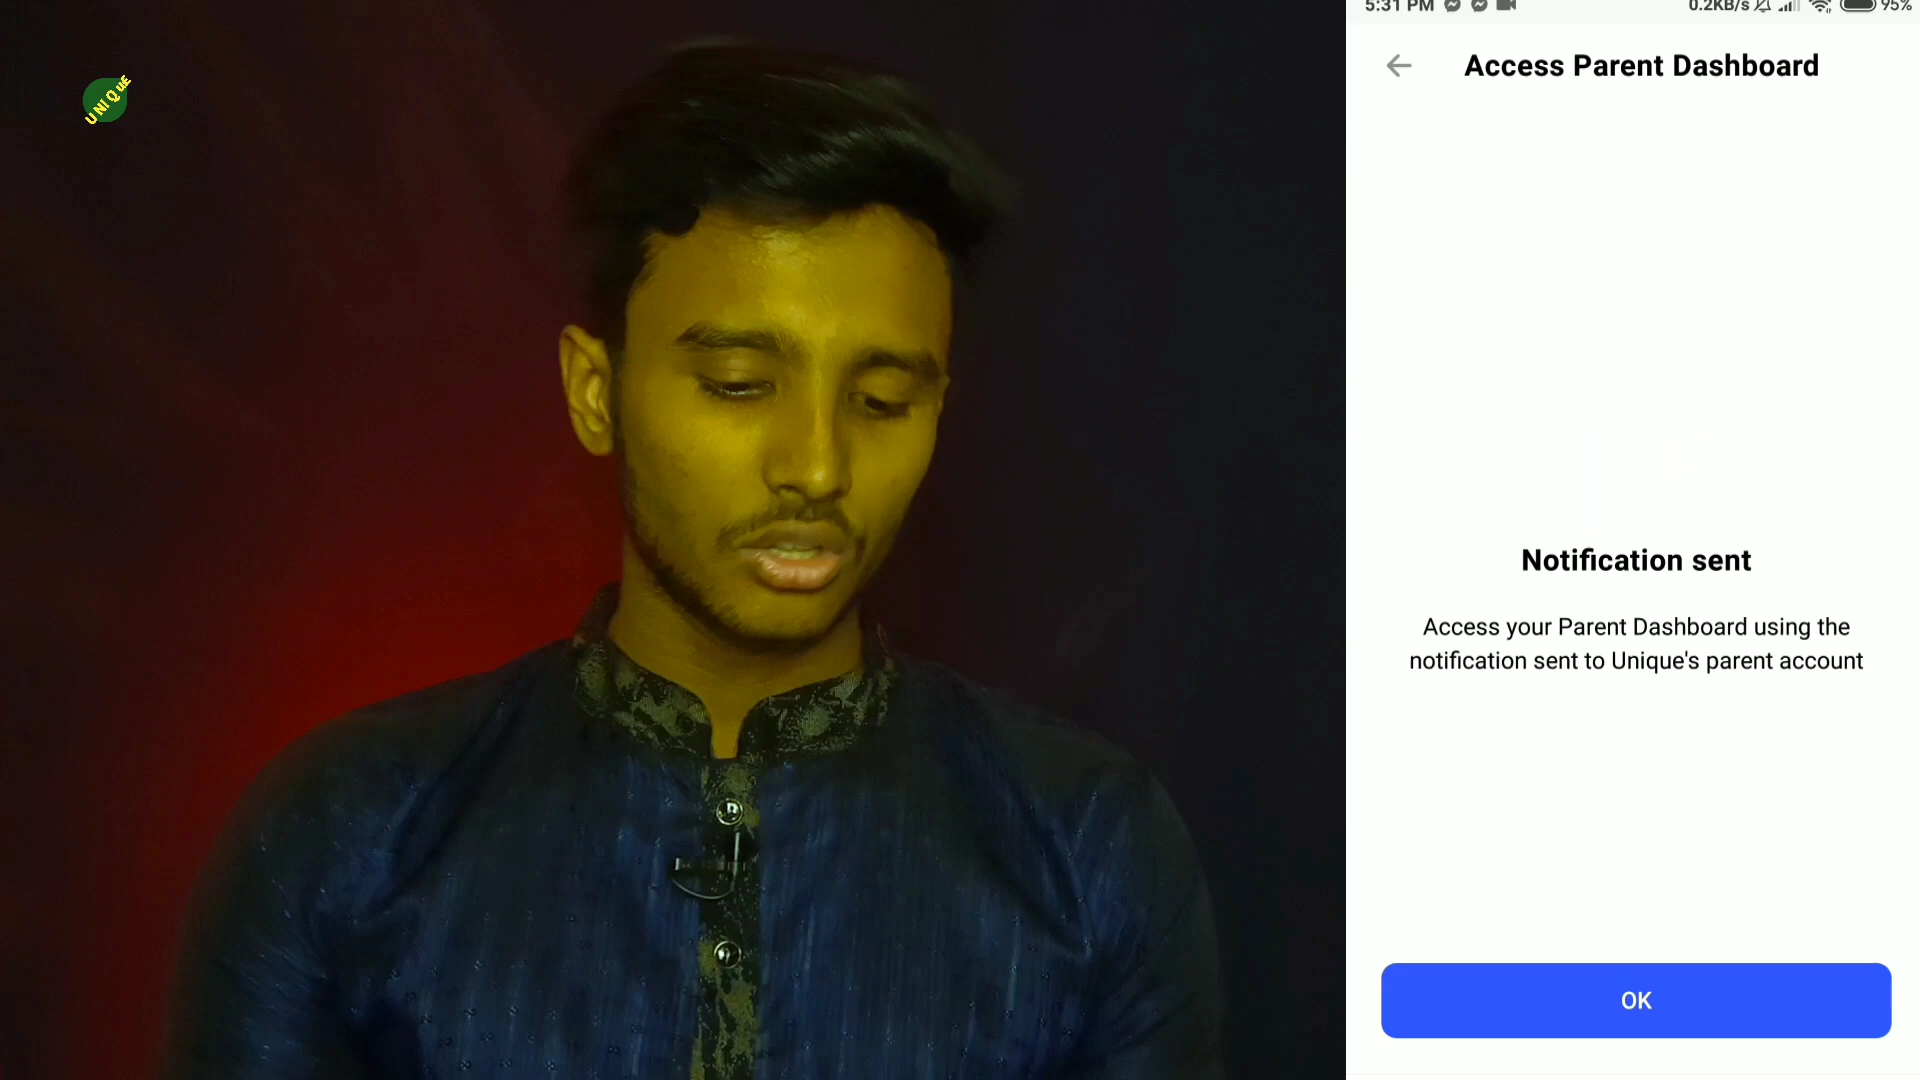 UNIQUE
5:31 PM 0.2KB/s 95%
Access Parent Dashboard
Notification sent
Access your Parent Dashboard using the
notification sent to Unique's parent account
OK